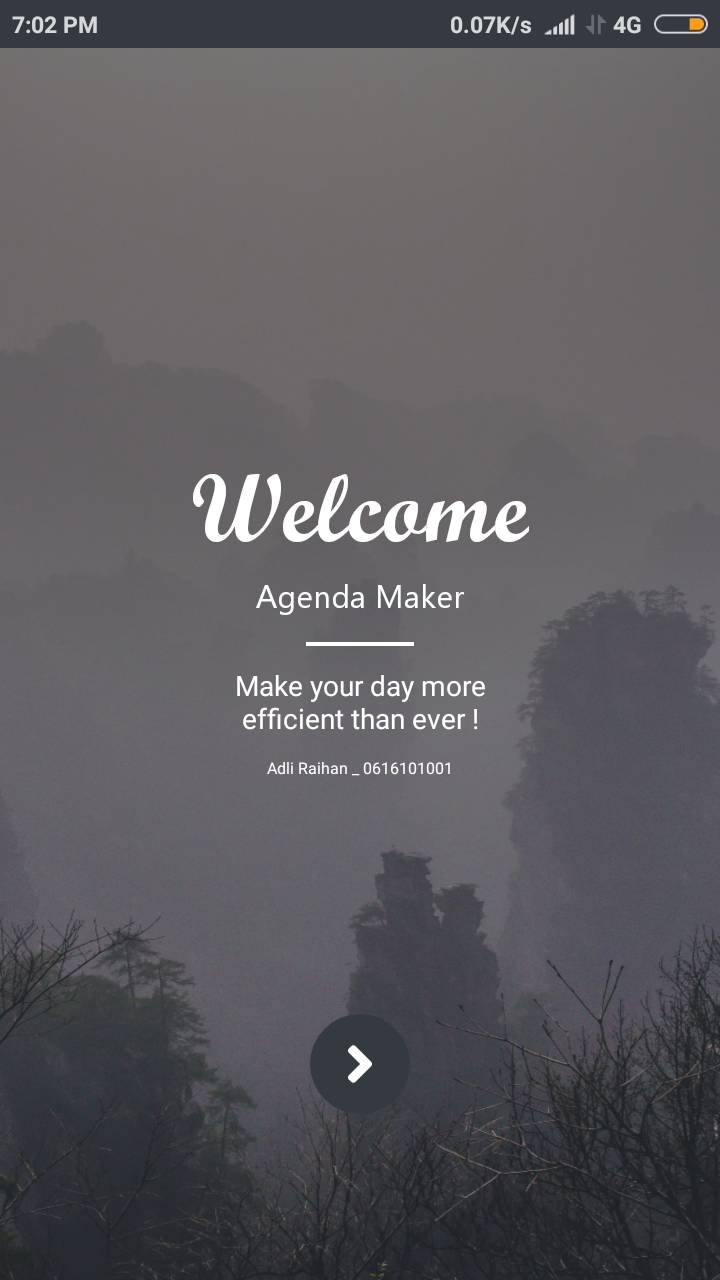 7:02 PM 0.07K/s 4G
Welcome
Agenda Maker
Make your day more
efficient than ever !
Adli Raihan _ 0616101001